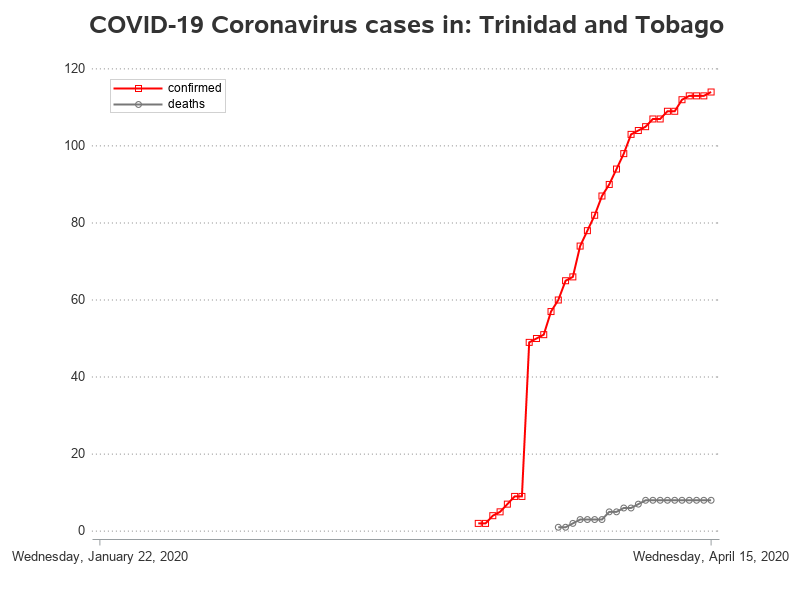 COVID-19 Coronavirus cases in: Trinidad and Tobago
120
confirmed
deaths
100
80
60
40
20
0
Wednesday, January 22, 2020 Wednesday, April 15, 2020